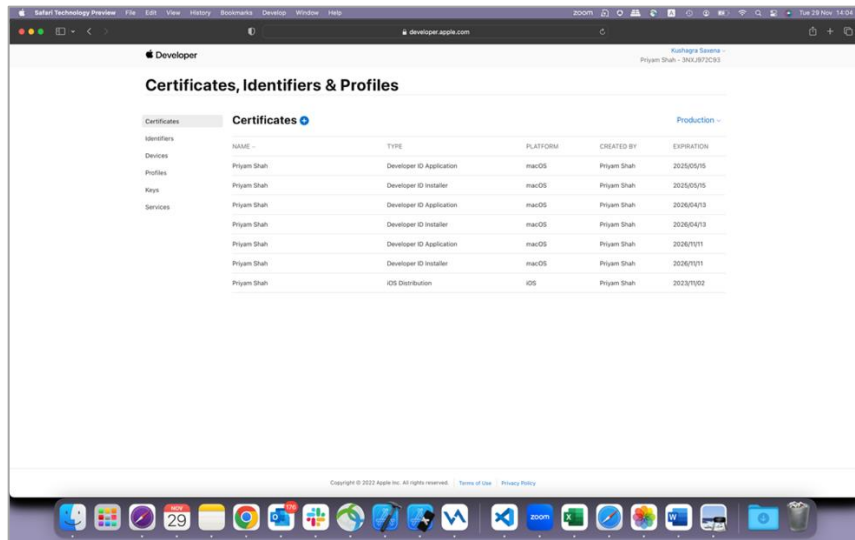 Safari Technology Preview File Edit View History Bookmarks Develop Window Help zoom Tue 29 Nov 14:04
developer.apple.com
Developer
Kushagra Saxena
Priyam Shah - 3NXJ972C93
Certificates, Identifiers & Profiles
Certificates
Identifiers
Devices
Profiles
Keys
Services
Certificates
Production
NAME TYPE PLATFORM CREATED BY EXPIRATION
Priyam Shah Developer ID Application macOS Priyam Shah 2025/05/15
Priyam Shah Developer ID Installer macOS Priyam Shah 2025/05/15
Priyam Shah Developer ID Application macOS Priyam Shah 2026/04/13
Priyam Shah Developer ID Installer macOS Priyam Shah 2026/04/13
Priyam Shah Developer ID Application macOS Priyam Shah 2026/11/11
Priyam Shah Developer ID Installer macOS Priyam Shah 2026/11/11
Priyam Shah iOS Distribution iOS Priyam Shah 2023/11/02
Copyright © 2022 Apple Inc. All rights reserved. Terms of Use Privacy Policy
NOV
29
zoom